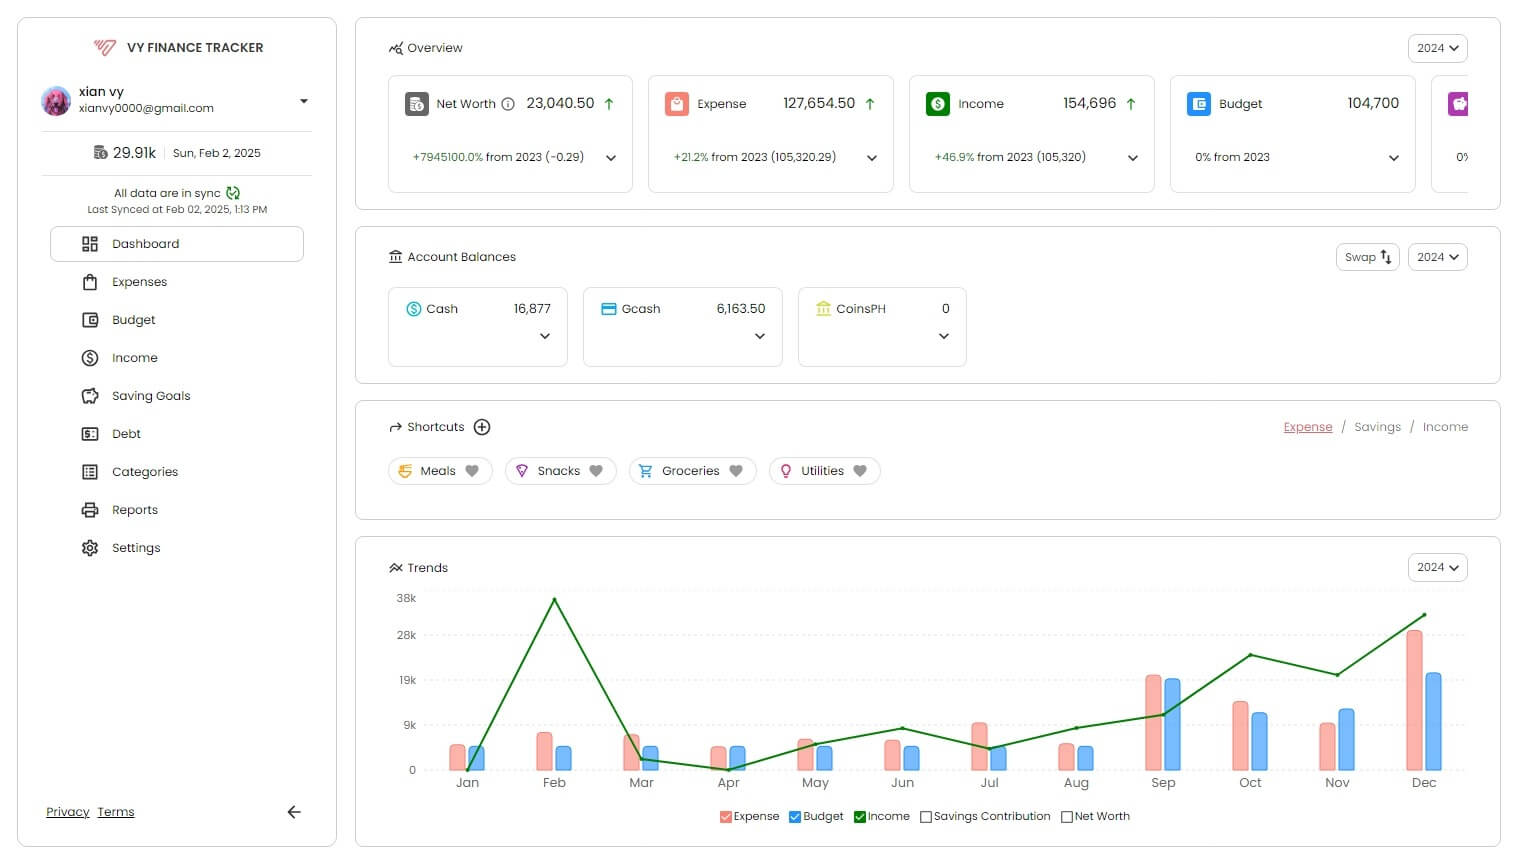 VY FINANCE TRACKER
xian vy
xianvy0000@gmail.com
29.91k Sun, Feb 2, 2025
All data are in sync
Last Synced at Feb 02, 2025, 1:13 PM
Dashboard
Expenses
Budget
Income
Saving Goals
Debt
Categories
Reports
Settings
Privacy Terms
Overview 2024
Net Worth 23,040.50
+7945100.0% from 2023 (-0.29)
Expense 127,654.50
+21.2% from 2023 (105,320.29)
Income 154,696
+46.9% from 2023 (105,320)
Budget 104,700
0% from 2023
0%
Account Balances Swap 2024
Cash 16,877
Gcash 6,163.50
CoinsPH 0
Shortcuts Expense / Savings / Income
Meals Snacks Groceries Utilities
Trends 2024
38k
28k
19k
9k
0
Jan Feb Mar Apr May Jun Jul Aug Sep Oct Nov Dec
Expense Budget Income Savings Contribution Net Worth